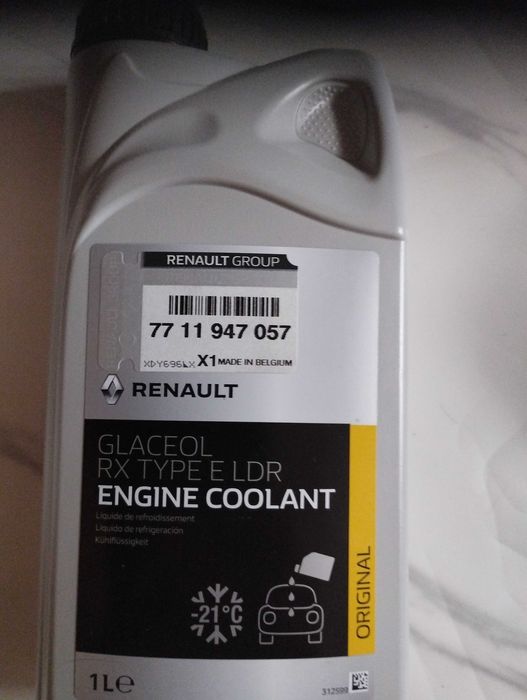 RENAULT GROUP
77 11 947 057
X1 MADE IN BELGIUM
RENAULT
GLACEOL
RX TYPE E LDR
ENGINE COOLANT
Liquide de refroidissement
Líquido de refrigeración
Kühlflüssigkeit
-21°C
ORIGINAL
1L℮
312599